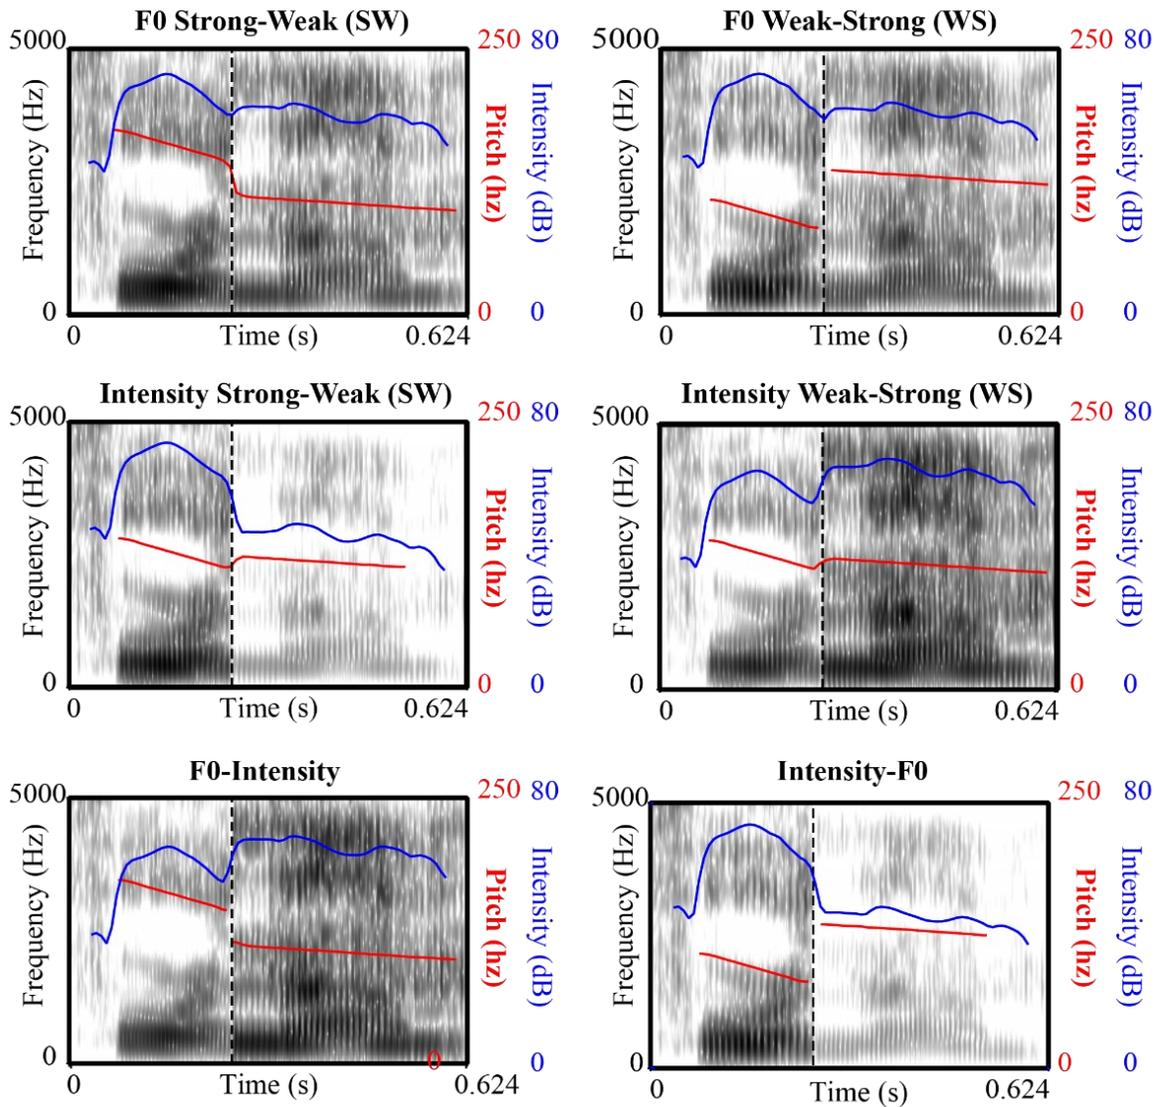 F0 Strong-Weak (SW)
5000
250
80
Frequency (Hz)
Pitch (hz)
Intensity (dB)
0
0
0
0
Time (s)
0.624
F0 Weak-Strong (WS)
5000
250
80
Frequency (Hz)
Pitch (hz)
Intensity (dB)
0
0
0
0
Time (s)
0.624
Intensity Strong-Weak (SW)
5000
250
80
Frequency (Hz)
Pitch (hz)
Intensity (dB)
0
0
0
0
Time (s)
0.624
Intensity Weak-Strong (WS)
5000
250
80
Frequency (Hz)
Pitch (hz)
Intensity (dB)
0
0
0
0
Time (s)
0.624
F0-Intensity
5000
250
80
Frequency (Hz)
Pitch (hz)
Intensity (dB)
0
0
0
0
Time (s)
0.624
Intensity-F0
5000
250
80
Frequency (Hz)
Pitch (hz)
Intensity (dB)
0
0
0
0
Time (s)
0.624